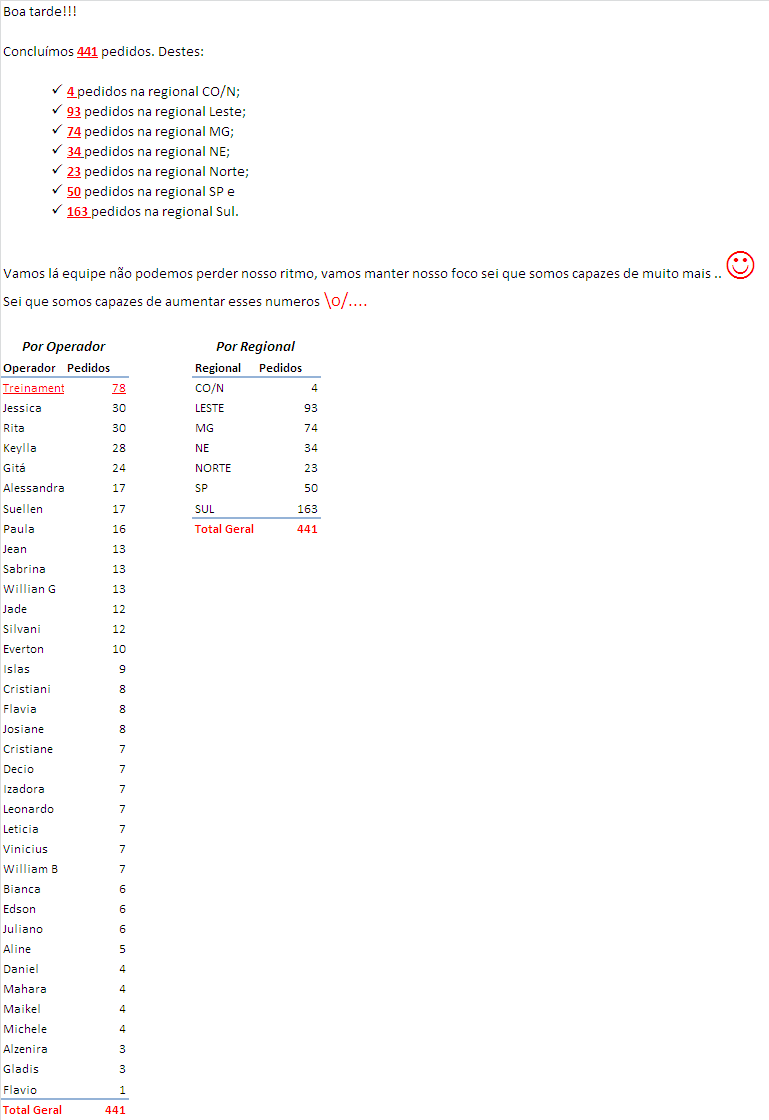 Boa tarde!!!
Concluímos 441 pedidos. Destes:
✓ 4 pedidos na regional CO/N;
✓ 93 pedidos na regional Leste;
✓ 74 pedidos na regional MG;
✓ 34 pedidos na regional NE;
✓ 23 pedidos na regional Norte;
✓ 50 pedidos na regional SP e
✓ 163 pedidos na regional Sul.
Vamos lá equipe não podemos perder nosso ritmo, vamos manter nosso foco sei que somos capazes de muito mais ..
Sei que somos capazes de aumentar esses numeros \o/....
Por Operador
Operador Pedidos
Treinament 78
Jessica 30
Rita 30
Keylla 28
Gitá 24
Alessandra 17
Suellen 17
Paula 16
Jean 13
Sabrina 13
Willian G 13
Jade 12
Silvani 12
Everton 10
Islas 9
Cristiani 8
Flavia 8
Josiane 8
Cristiane 7
Decio 7
Izadora 7
Leonardo 7
Leticia 7
Vinicius 7
William B 7
Bianca 6
Edson 6
Juliano 6
Aline 5
Daniel 4
Mahara 4
Maikel 4
Michele 4
Alzenira 3
Gladis 3
Flavio 1
Total Geral 441
Por Regional
Regional Pedidos
CO/N 4
LESTE 93
MG 74
NE 34
NORTE 23
SP 50
SUL 163
Total Geral 441